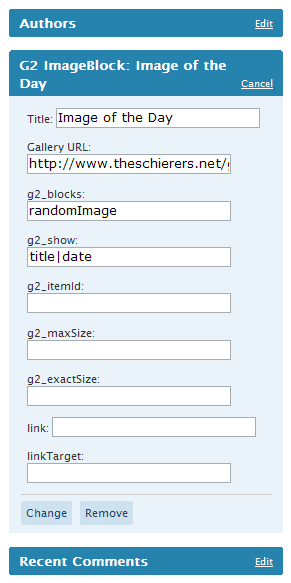 Authors Edit
G2 ImageBlock: Image of the
Day Cancel
Title: Image of the Day
Gallery URL:
http://www.theschierers.net/g
g2_blocks:
randomImage
g2_show:
title|date
g2_itemId:
g2_maxSize:
g2_exactSize:
link:
linkTarget:
Change Remove
Recent Comments Edit